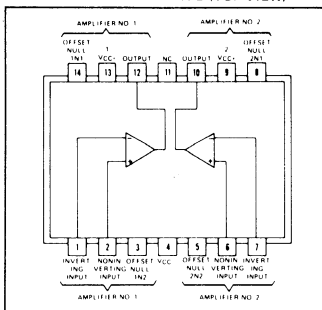 AMPLIFIER NO. 1 AMPLIFIER NO. 2
OFFSET NULL 1N1 1 VCC+ OUTPUT NC OUTPUT 2 VCC+ OFFSET NULL 2N1
14 13 12 11 10 9 8
- -
+ +
1 2 3 4 5 6 7
INVERT ING INPUT NONIN VERTING INPUT OFFSET NULL 1N2 VCC- OFFSET NULL 2N2 NONIN VERTING INPUT INVERT ING INPUT
AMPLIFIER NO. 1 AMPLIFIER NO. 2